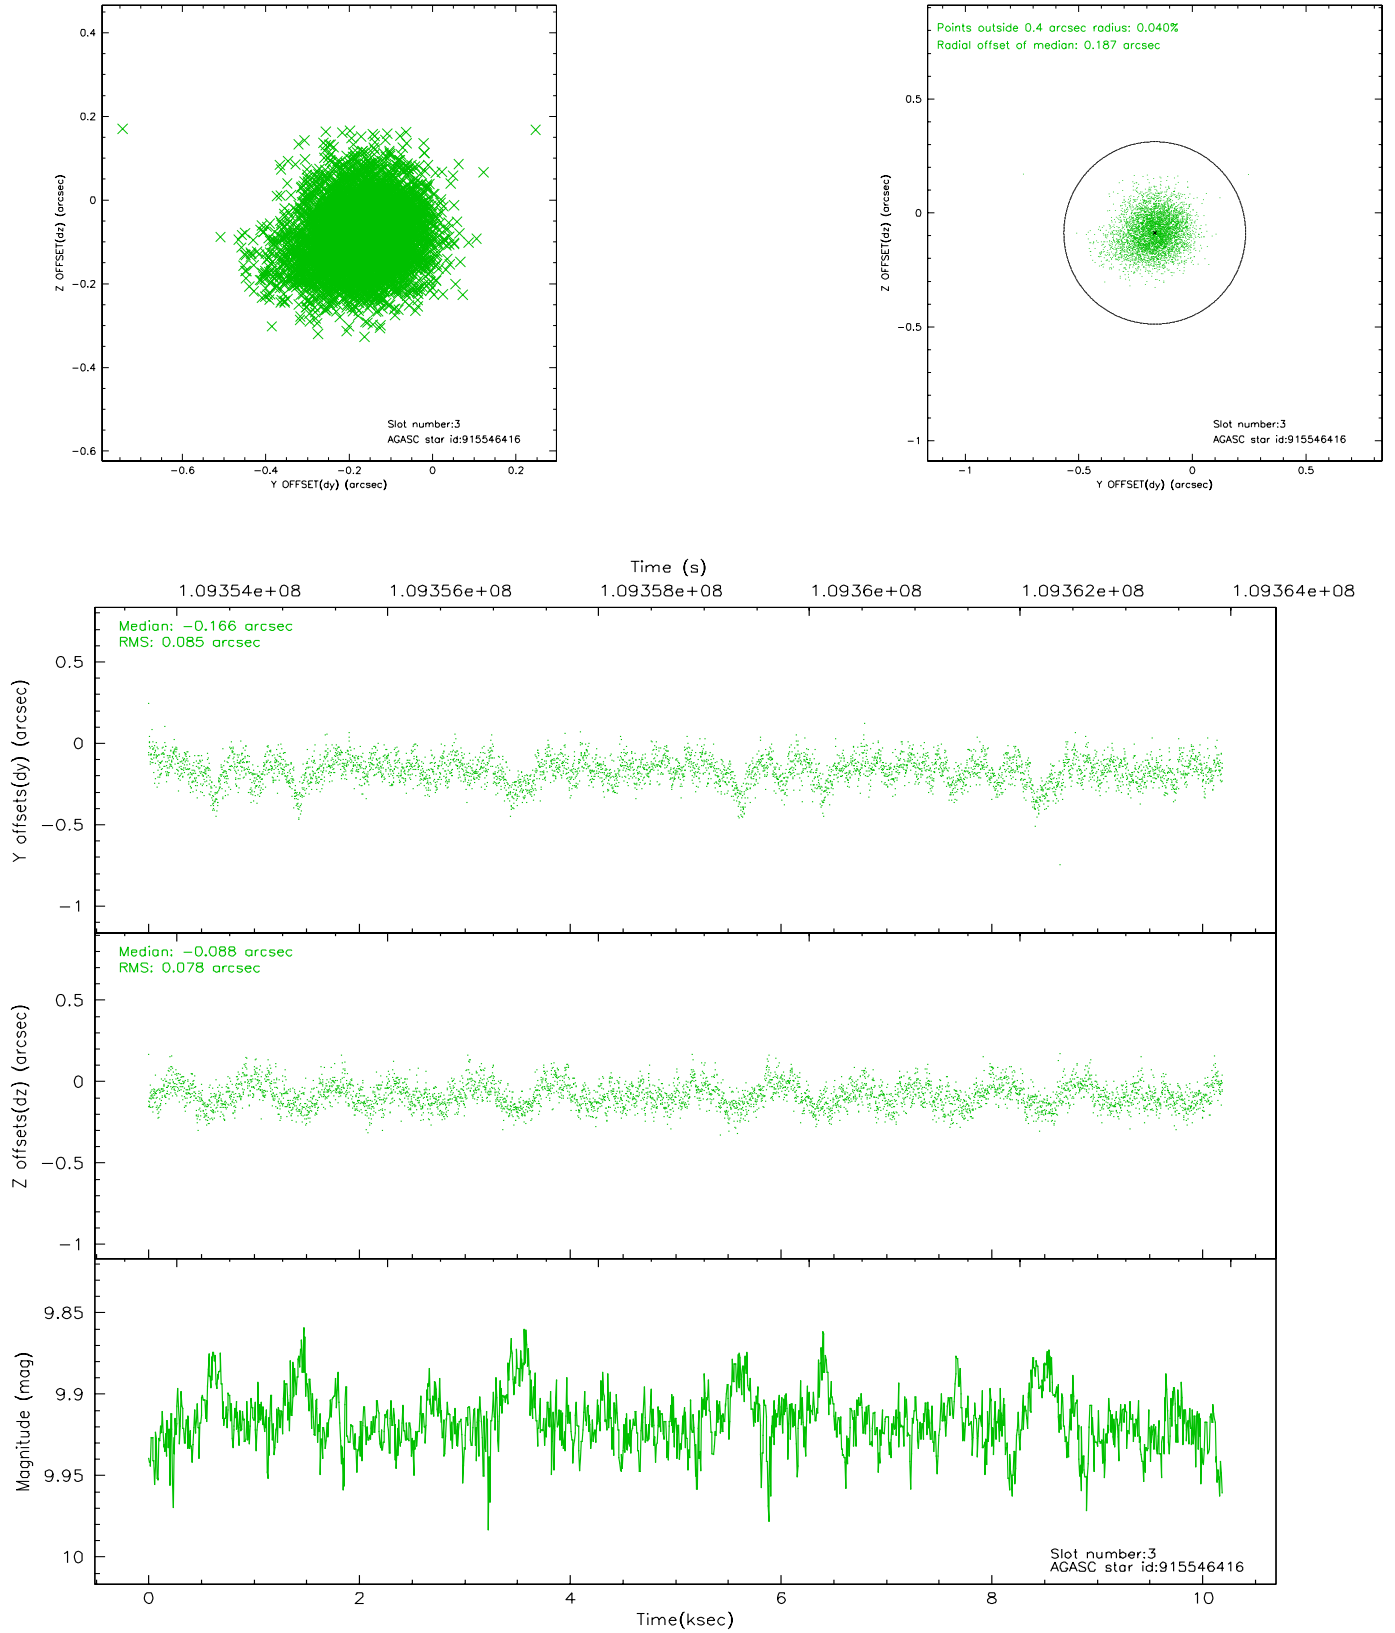 0.4
0.2
0
−0.2
−0.4
−0.6
Z OFFSET(dz) (arcsec)
Slot number:3
AGASC star id:915546416
−0.6 −0.4 −0.2 0 0.2
Y OFFSET(dy) (arcsec)
Points outside 0.4 arcsec radius: 0.040%
Radial offset of median: 0.187 arcsec
0.5
0
−0.5
−1
Z OFFSET(dz) (arcsec)
Slot number:3
AGASC star id:915546416
−1 −0.5 0 0.5
Y OFFSET(dy) (arcsec)
Time (s)
1.09354e+08 1.09356e+08 1.09358e+08 1.0936e+08 1.09362e+08 1.09364e+08
Median: −0.166 arcsec
RMS: 0.085 arcsec
0.5
0
−0.5
−1
Y offsets(dy) (arcsec)
Median: −0.088 arcsec
RMS: 0.078 arcsec
0.5
0
−0.5
−1
Z offsets(dz) (arcsec)
9.85
9.9
9.95
10
Magnitude (mag)
Slot number:3
AGASC star id:915546416
0 2 4 6 8 10
Time(ksec)